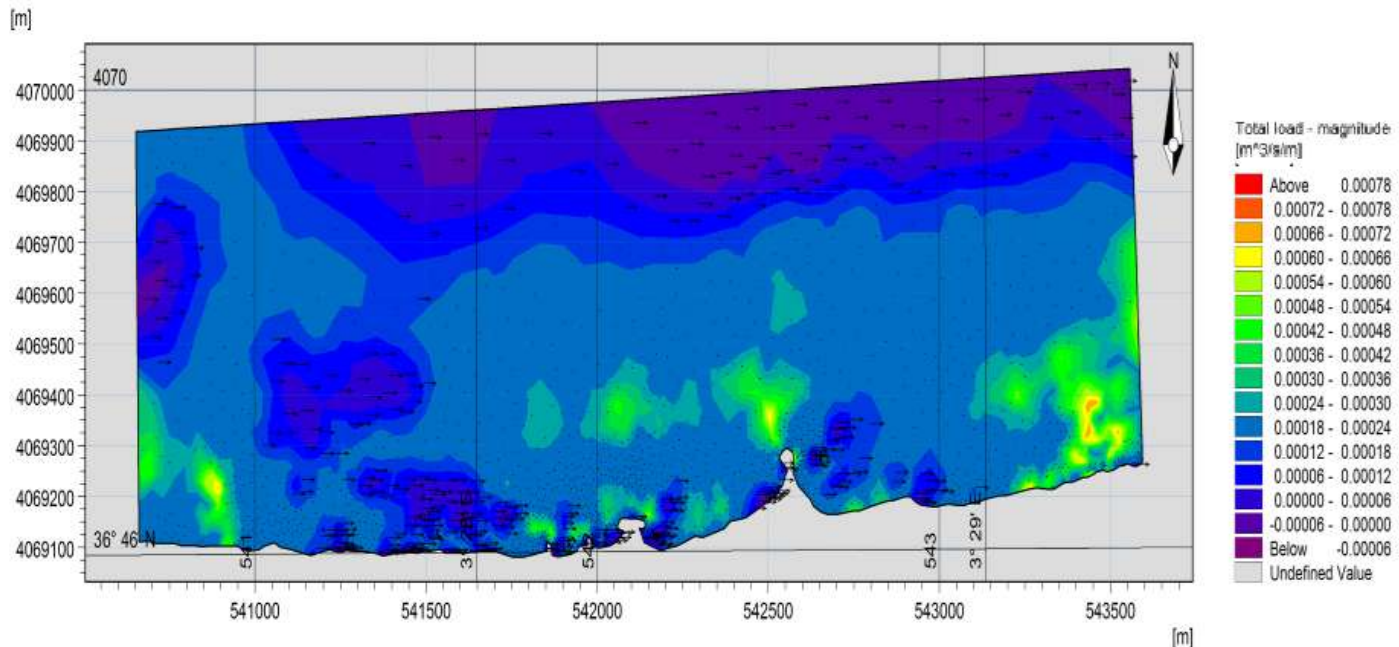 [m]
4070
N
4070000
4069900
4069800
4069700
4069600
4069500
4069400
4069300
4069200
4069100
36° 46' N
541
543
3° 29' E
541000
541500
542000
542500
543000
543500
[m]
Total load - magnitude
[m^3/s/m]
Above 0.00078
0.00072 - 0.00078
0.00066 - 0.00072
0.00060 - 0.00066
0.00054 - 0.00060
0.00048 - 0.00054
0.00042 - 0.00048
0.00036 - 0.00042
0.00030 - 0.00036
0.00024 - 0.00030
0.00018 - 0.00024
0.00012 - 0.00018
0.00006 - 0.00012
0.00000 - 0.00006
-0.00006 - 0.00000
Below -0.00006
Undefined Value